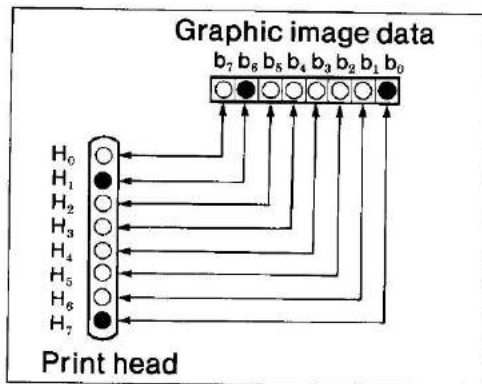 Graphic image data
b₇ b₆ b₅ b₄ b₃ b₂ b₁ b₀
H₀
H₁
H₂
H₃
H₄
H₅
H₆
H₇
Print head